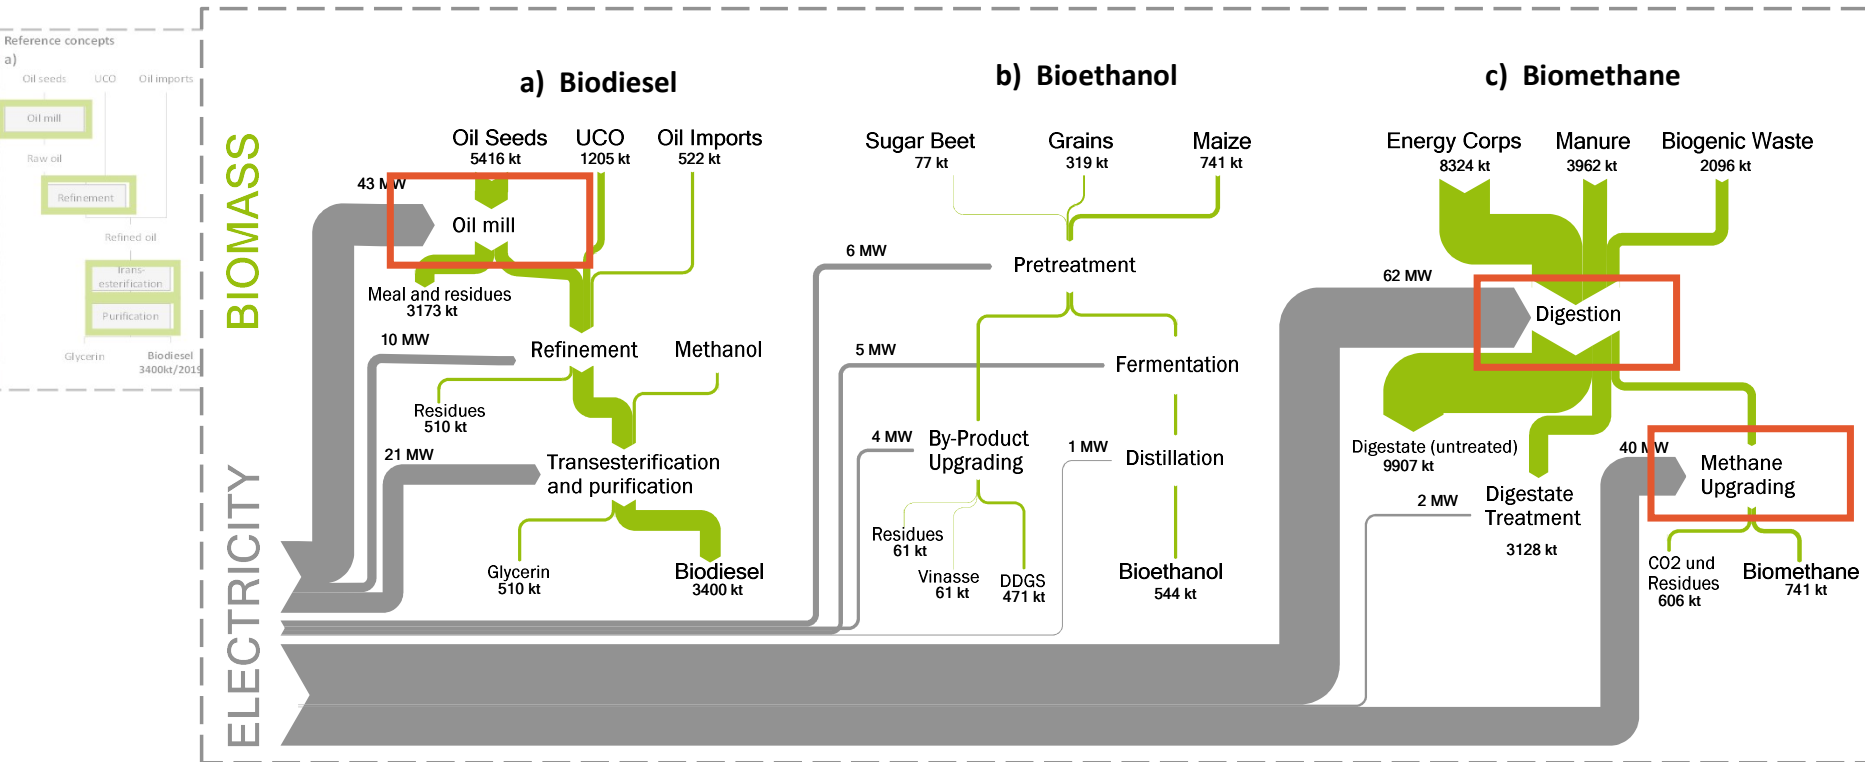 Reference concepts
a)
Oil seeds
UCO
Oil imports
Oil mill
Raw oil
Refinement
Refined oil
Trans-
esterification
Purification
Glycerin
Biodiesel
3400kt/2019
BIOMASS
ELECTRICITY
a) Biodiesel
Oil Seeds
5416 kt
UCO
1205 kt
Oil Imports
522 kt
43 MW
Oil mill
Meal and residues
3173 kt
10 MW
Refinement
Methanol
Residues
510 kt
21 MW
Transesterification
and purification
Glycerin
510 kt
Biodiesel
3400 kt
b) Bioethanol
Sugar Beet
77 kt
Grains
319 kt
Maize
741 kt
6 MW
Pretreatment
5 MW
Fermentation
4 MW
By-Product
Upgrading
1 MW
Distillation
Residues
61 kt
Vinasse
61 kt
DDGS
471 kt
Bioethanol
544 kt
c) Biomethane
Energy Corps
8324 kt
Manure
3962 kt
Biogenic Waste
2096 kt
62 MW
Digestion
Digestate (untreated)
9907 kt
40 MW
Methane
Upgrading
2 MW
Digestate
Treatment
3128 kt
CO2 und
Residues
606 kt
Biomethane
741 kt